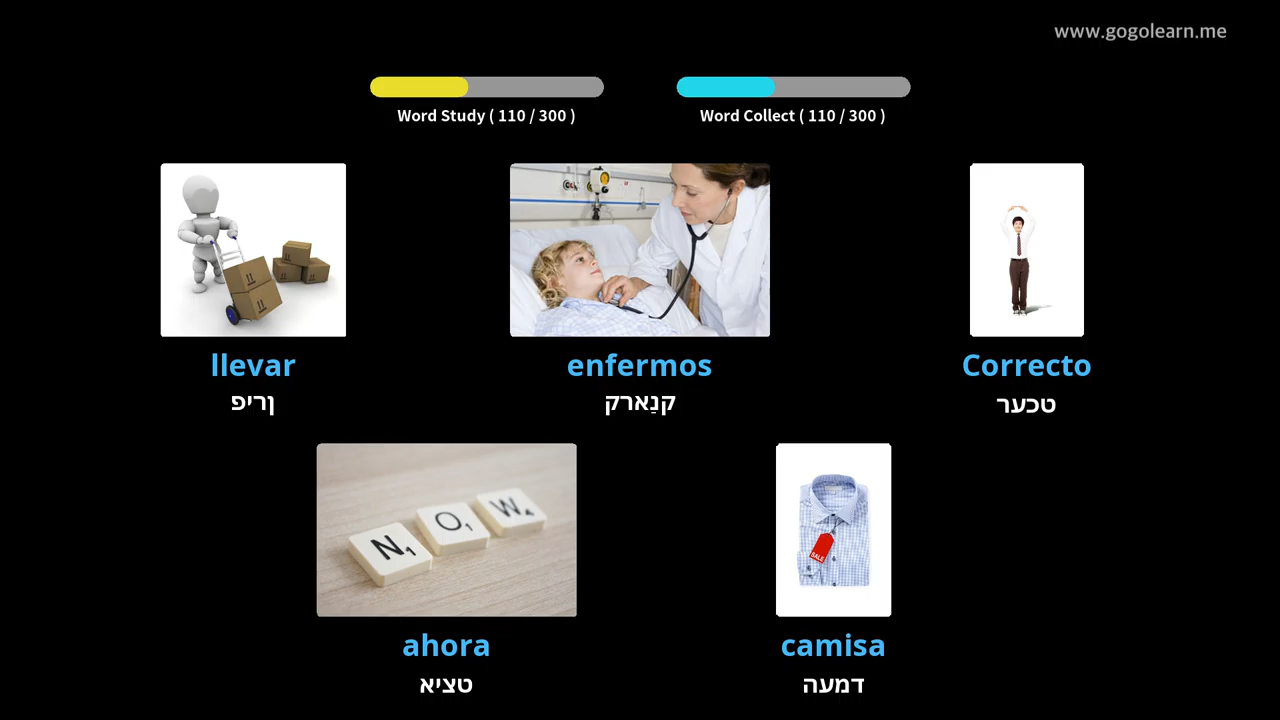 www.gogolearn.me
Word Study ( 110 / 300 )
Word Collect ( 110 / 300 )
llevar
ןריפ
enfermos
קנַארק
Correcto
טכער
NOW
ahora
טציא
SALE
camisa
דמעה